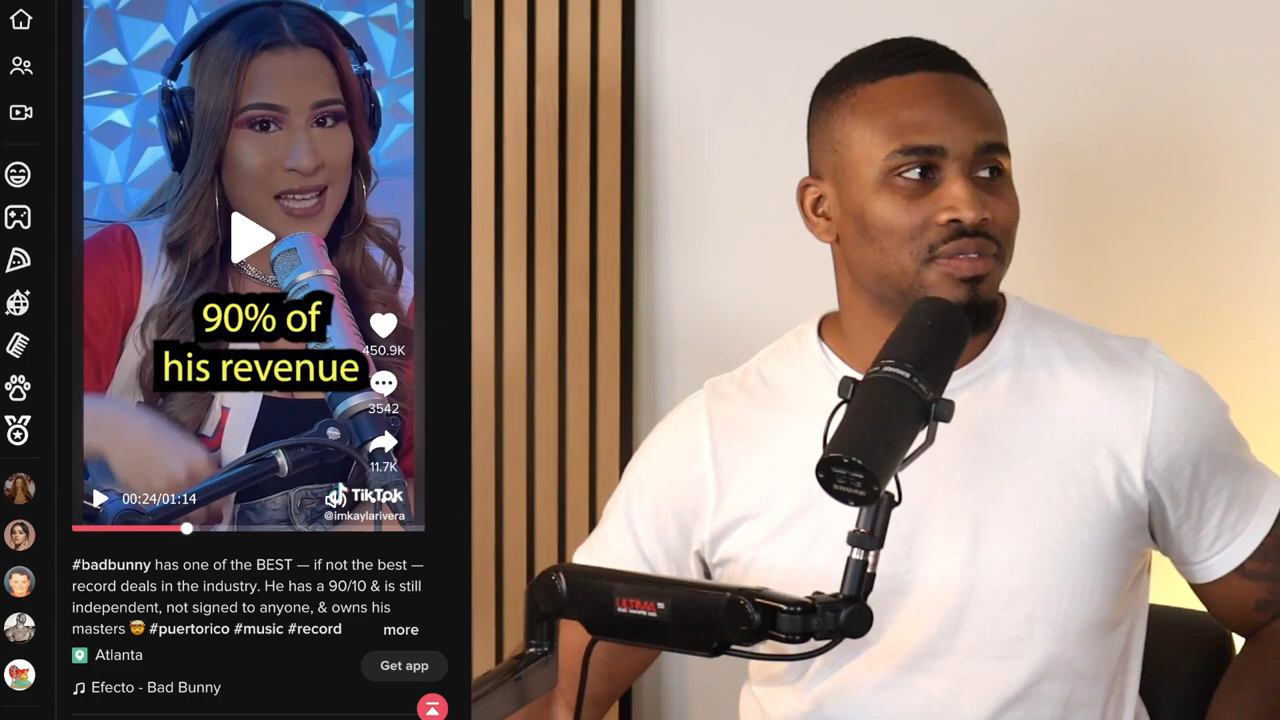 90% of
his revenue
450.9K
3542
11.7K
00:24/01:14
TikTok
@imkaylarivera
#badbunny has one of the BEST — if not the best —
record deals in the industry. He has a 90/10 & is still
independent, not signed to anyone, & owns his
masters 🤯 #puertorico #music #record more
Atlanta
Get app
Efecto - Bad Bunny
SHURE
ULTIMA